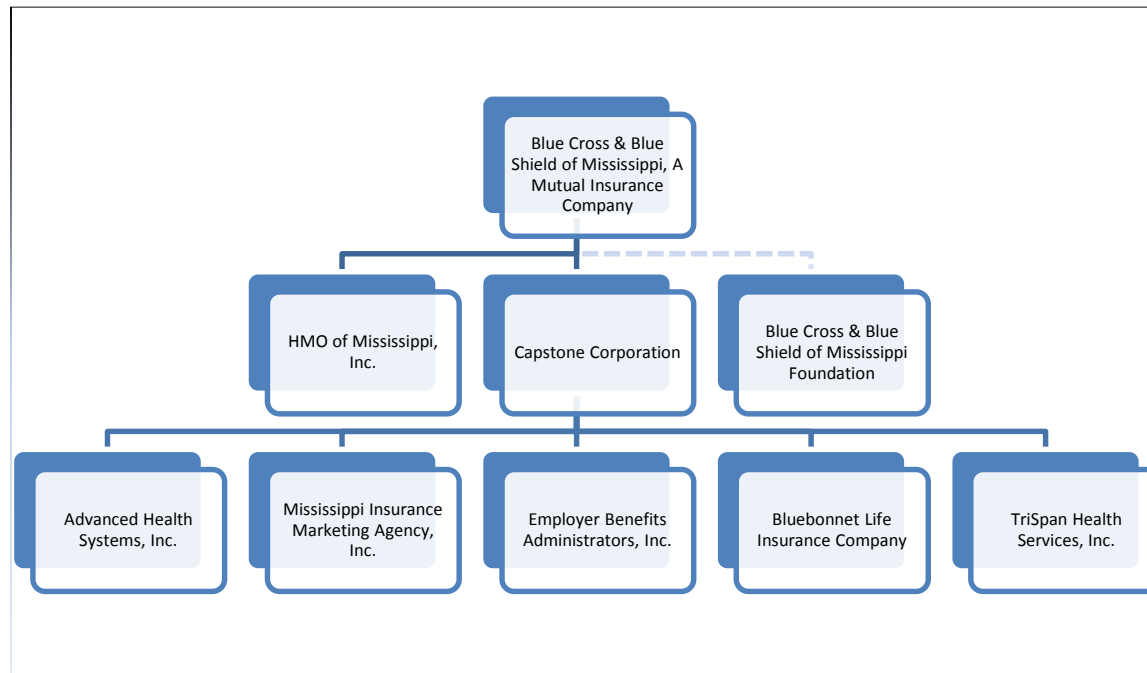 Blue Cross & Blue
Shield of Mississippi, A
Mutual Insurance
Company
HMO of Mississippi,
Inc.
Capstone Corporation
Blue Cross & Blue
Shield of Mississippi
Foundation
Advanced Health
Systems, Inc.
Mississippi Insurance
Marketing Agency,
Inc.
Employer Benefits
Administrators, Inc.
Bluebonnet Life
Insurance Company
TriSpan Health
Services, Inc.